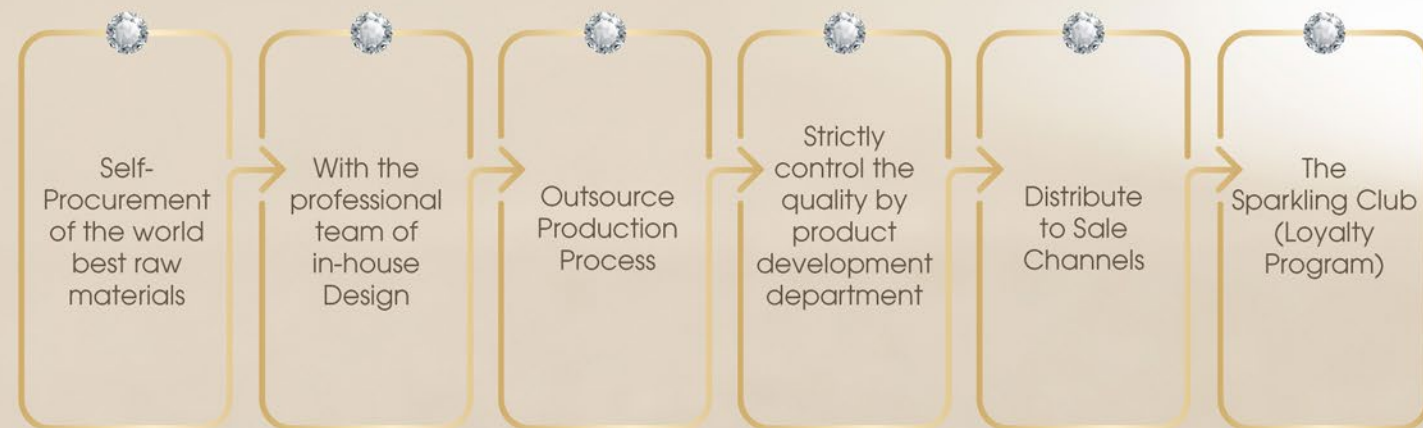 Self-
Procurement
of the world
best raw
materials
With the
professional
team of
in-house
Design
Outsource
Production
Process
Strictly
control the
quality by
product
development
department
Distribute
to Sale
Channels
The
Sparkling Club
(Loyalty
Program)